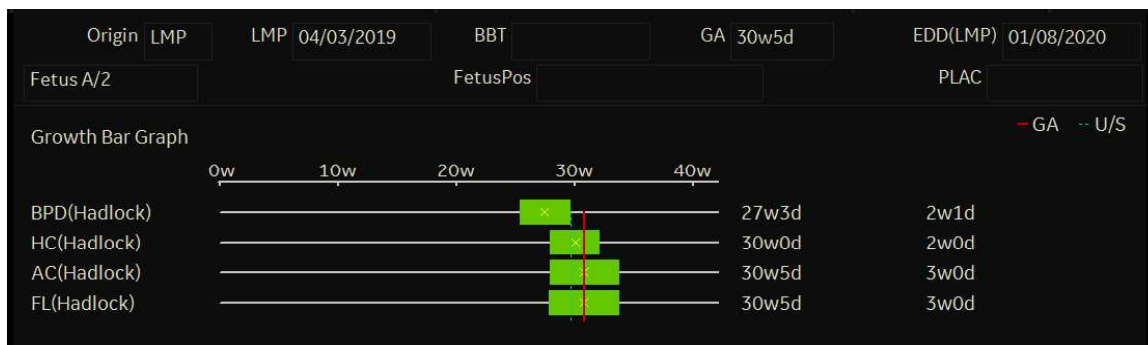 Origin LMP LMP 04/03/2019 BBT GA 30w5d EDD(LMP) 01/08/2020
Fetus A/2 FetusPos PLAC
GA U/S
Growth Bar Graph
0w 10w 20w 30w 40w
BPD(Hadlock) 27w3d 2w1d
HC(Hadlock) 30w0d 2w0d
AC(Hadlock) 30w5d 3w0d
FL(Hadlock) 30w5d 3w0d